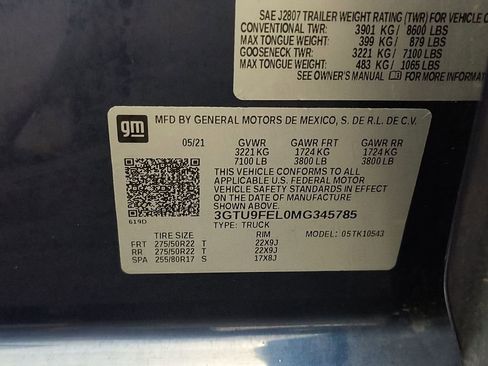 SAE J2807 TRAILER WEIGHT RATING (TWR) FOR VEHICLE
CONVENTIONAL TWR: 3901 KG / 8600 LBS
MAX TONGUE WEIGHT: 399 KG / 879 LBS
GOOSENECK TWR: 3221 KG / 7100 LBS
MAX TONGUE WEIGHT: 483 KG / 1065 LBS
SEE OWNER'S MANUAL FOR MORE INFORMAT
gm
MFD BY GENERAL MOTORS DE MEXICO, S. DE R.L. DE C.V.
05/21 GVWR GAWR FRT GAWR RR
3221 KG 1724 KG 1724 KG
7100 LB 3800 LB 3800 LB
THIS VEHICLE CONFORMS TO ALL
APPLICABLE U.S. FEDERAL MOTOR
VEHICLE SAFETY STANDARDS IN EFFECT
ON THE DATE OF MANUFACTURE
SHOWN ABOVE.
3GTU9FEL0MG345785
619D
TYPE: TRUCK
TIRE SIZE RIM MODEL: 05TK10543
FRT 275/50R22 T 22X9J
RR 275/50R22 T 22X9J
SPA 255/80R17 S 17X8J